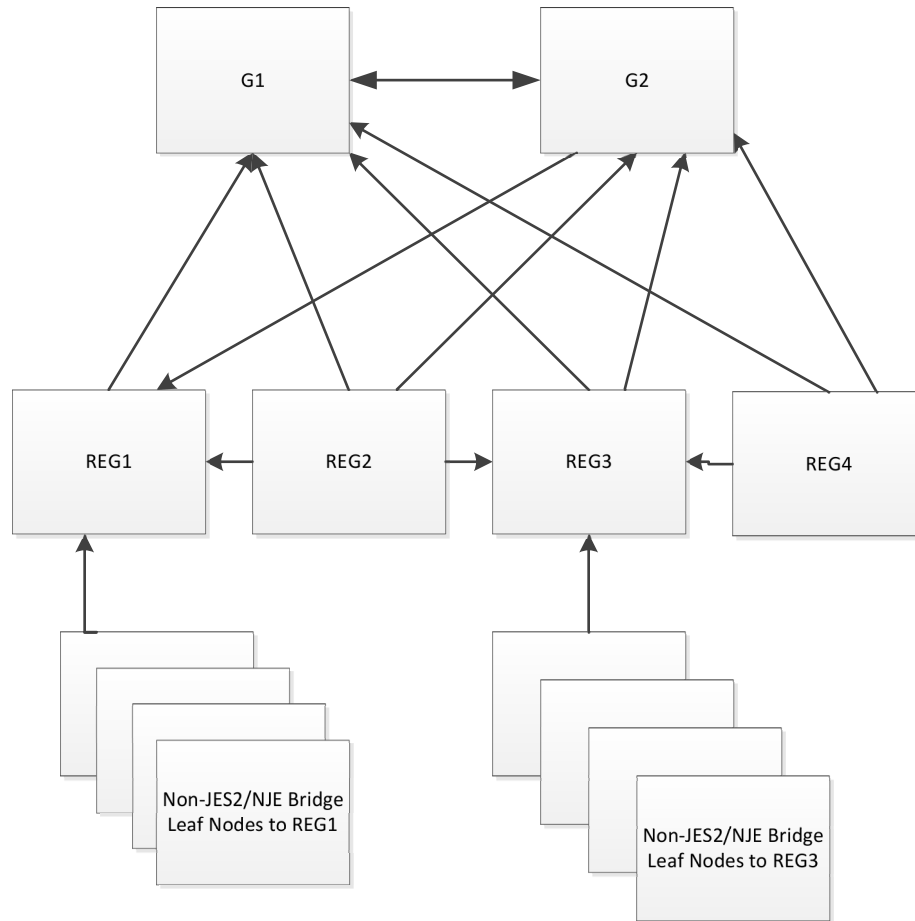 G1
G2
REG1
REG2
REG3
REG4
Non-JES2/NJE Bridge
Leaf Nodes to REG1
Non-JES2/NJE Bridge
Leaf Nodes to REG3